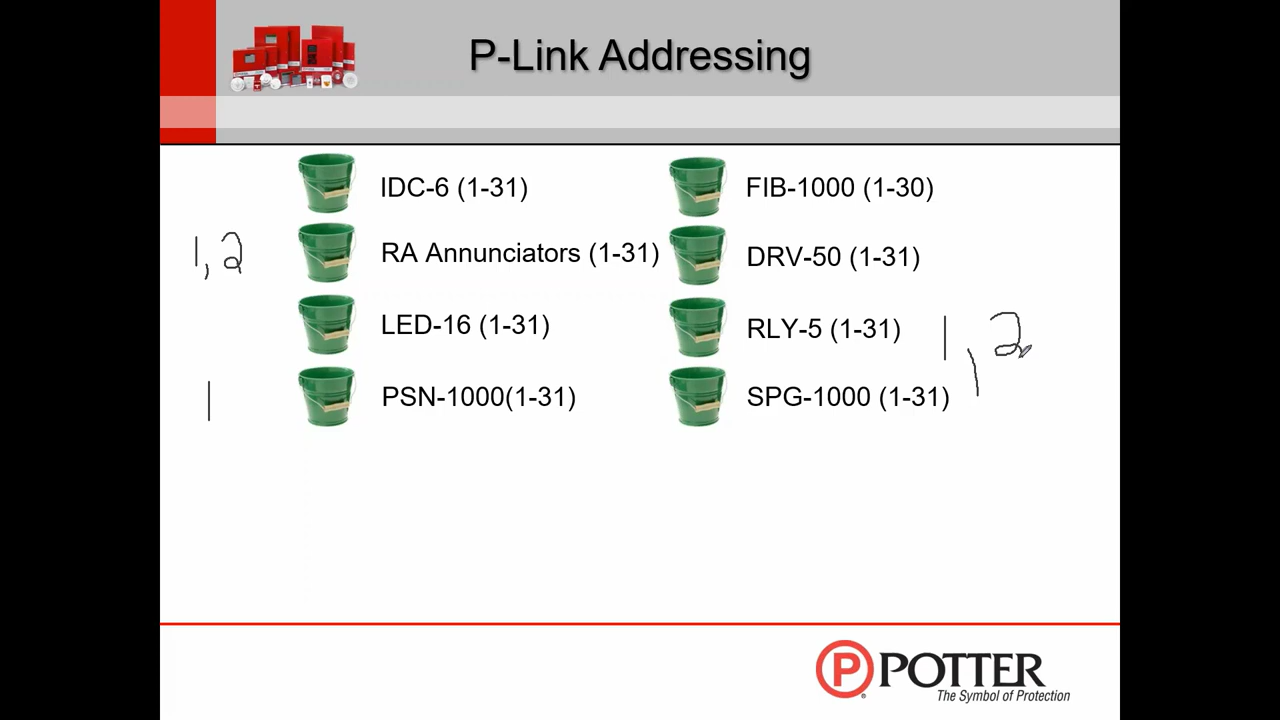 P-Link Addressing
IDC-6 (1-31)
FIB-1000 (1-30)
1, 2
RA Annunciators (1-31)
DRV-50 (1-31)
LED-16 (1-31)
RLY-5 (1-31)
1, 2
1
PSN-1000(1-31)
SPG-1000 (1-31)
P POTTER
The Symbol of Protection